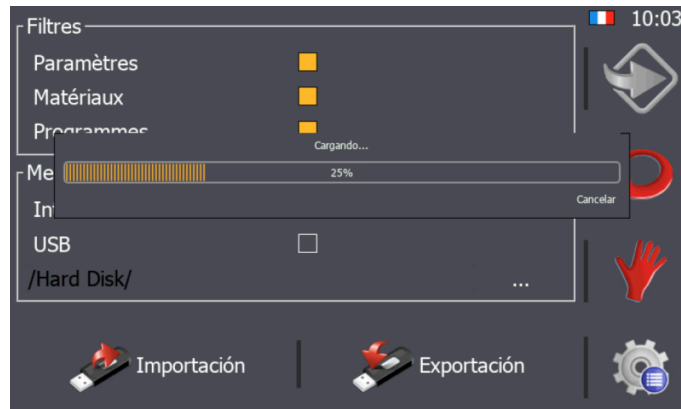 Filtres
10:03
Paramètres
Matériaux
Programmes
Cargando...
25%
Cancelar
USB
/Hard Disk/
...
Importación
Exportación